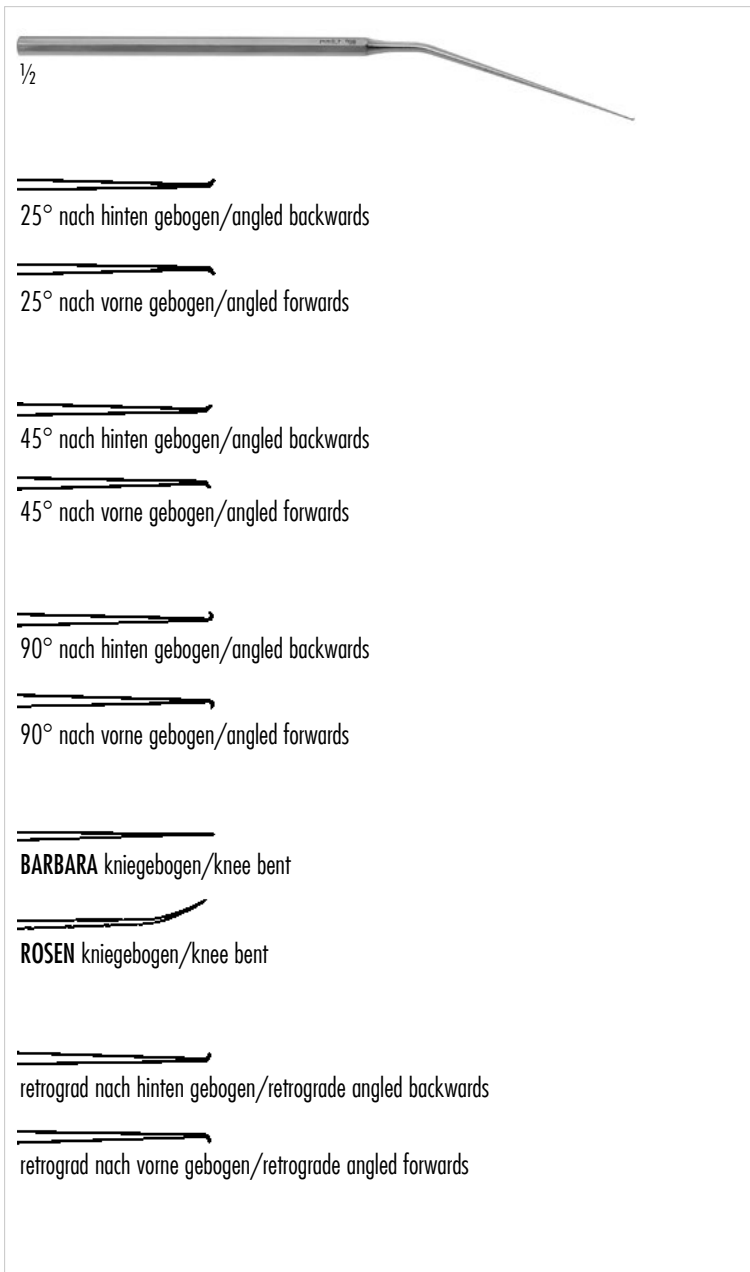 ½
25° nach hinten gebogen/angled backwards
25° nach vorne gebogen/angled forwards
45° nach hinten gebogen/angled backwards
45° nach vorne gebogen/angled forwards
90° nach hinten gebogen/angled backwards
90° nach vorne gebogen/angled forwards
BARBARA kniegebogen/knee bent
ROSEN kniegebogen/knee bent
retrograd nach hinten gebogen/retrograde angled backwards
retrograd nach vorne gebogen/retrograde angled forwards